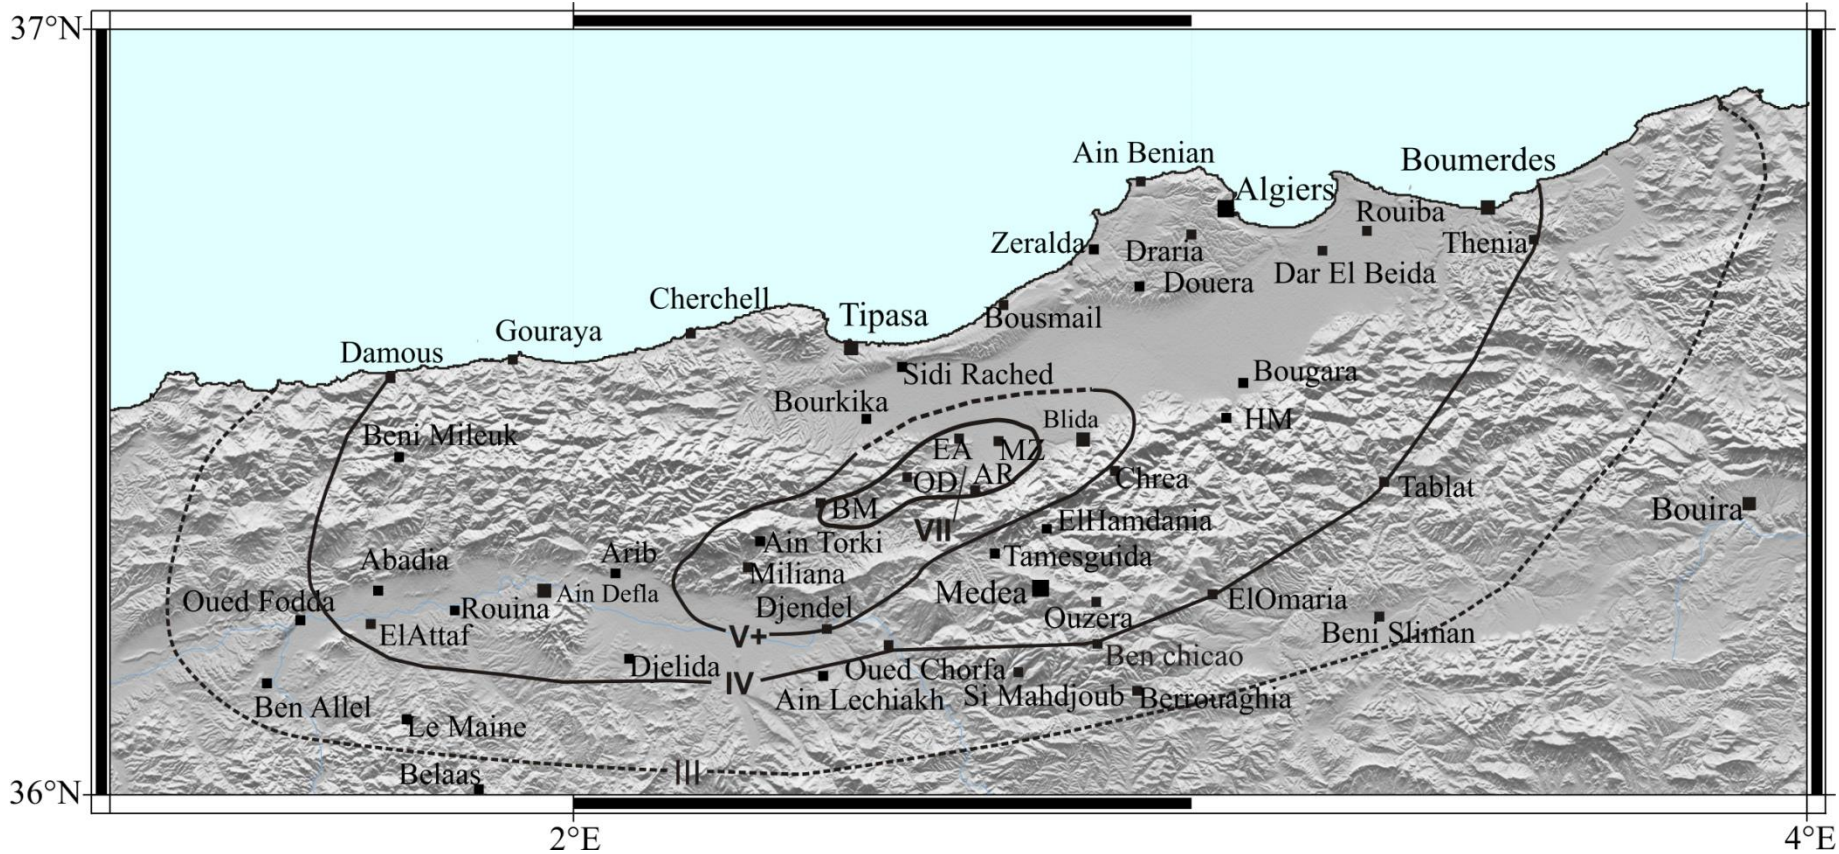 37°N
Ain Benian
Boumerdes
Algiers
Rouiba
Zeralda
Draria
Thenia
Dar El Beida
Douera
Cherchell
Tipasa
Bousmail
Gouraya
Damous
Sidi Rached
Bougara
Bourkika
Blida
HM
Beni Mileuk
EA
MZ
Chrea
OD
AR
Tablat
BM
Bouira
VII
ElHamdania
Ain Torki
Arib
Tamesguida
Abadia
Miliana
Ain Defla
Medea
Oued Fodda
Rouina
Djendel
ElOmaria
Ouzera
ElAttaf
V+
Beni Sliman
Ben chicao
Djelida
Oued Chorfa
IV
Ain Lechiakh
Si Mahdjoub
Berrouaghia
Ben Allel
Le Maine
III
Belaas
36°N
2°E
4°E